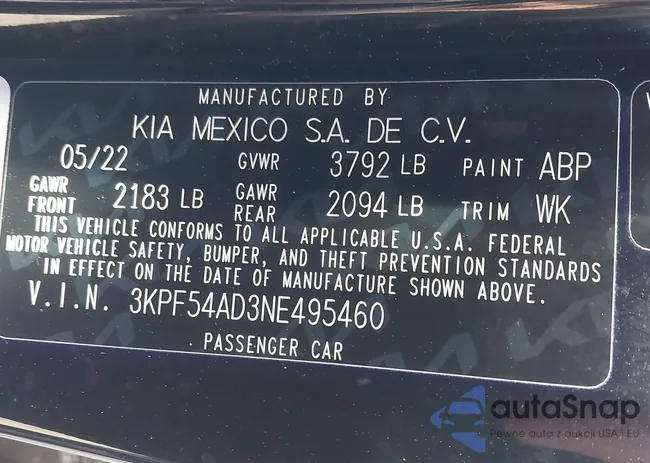 MANUFACTURED BY
KIA MEXICO S.A. DE C.V.
05/22 GVWR 3792 LB PAINT ABP
GAWR FRONT 2183 LB GAWR REAR 2094 LB TRIM WK
THIS VEHICLE CONFORMS TO ALL APPLICABLE U.S.A. FEDERAL
MOTOR VEHICLE SAFETY, BUMPER, AND THEFT PREVENTION STANDARDS
IN EFFECT ON THE DATE OF MANUFACTURE SHOWN ABOVE.
V.I.N. 3KPF54AD3NE495460
PASSENGER CAR
autaSnap
Pewne auta z aukcji USA i EU